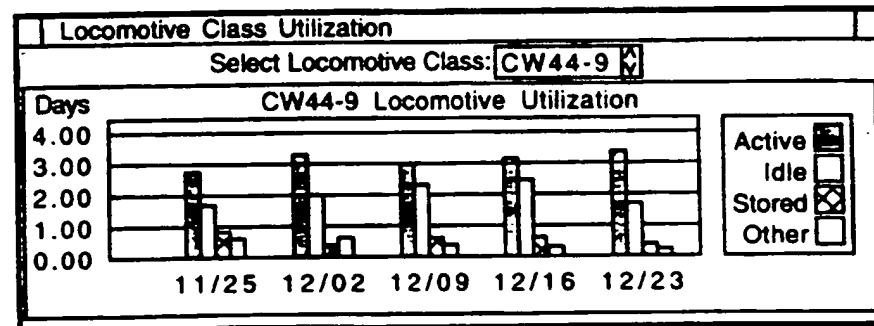 Locomotive Class Utilization
Select Locomotive Class: CW44-9
Days
CW44-9 Locomotive Utilization
4.00
3.00
2.00
1.00
0.00
11/25 12/02 12/09 12/16 12/23
Active
Idle
Stored
Other